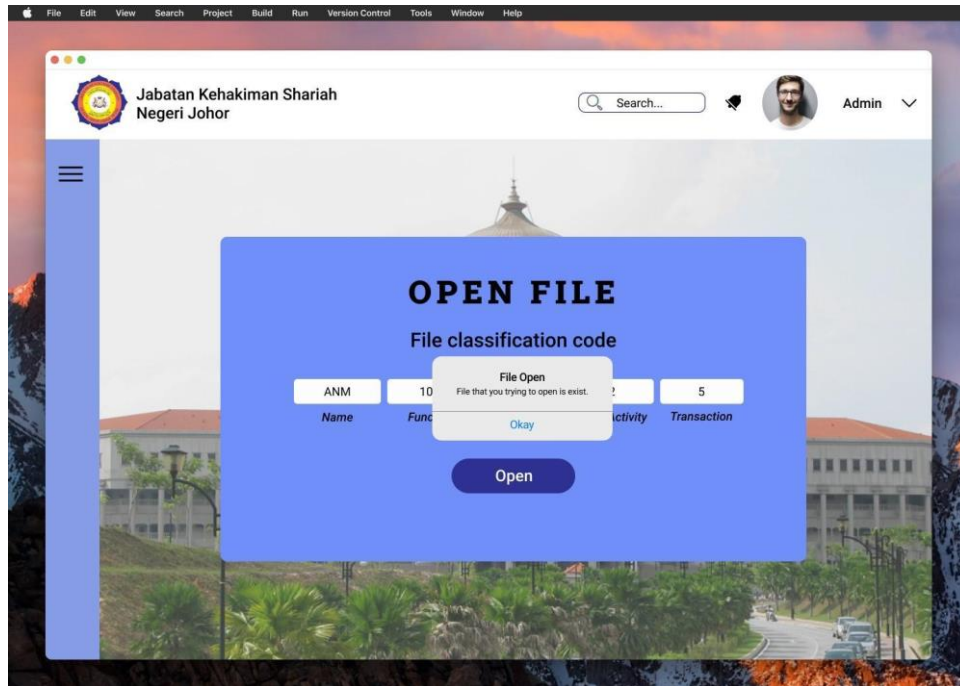 File Edit View Search Project Build Run Version Control Tools Window Help
Jabatan Kehakiman Shariah
Negeri Johor
Search...
Admin
OPEN FILE
File classification code
File Open
File that you trying to open is exist.
Okay
ANM 10 5
Name Transaction
Open